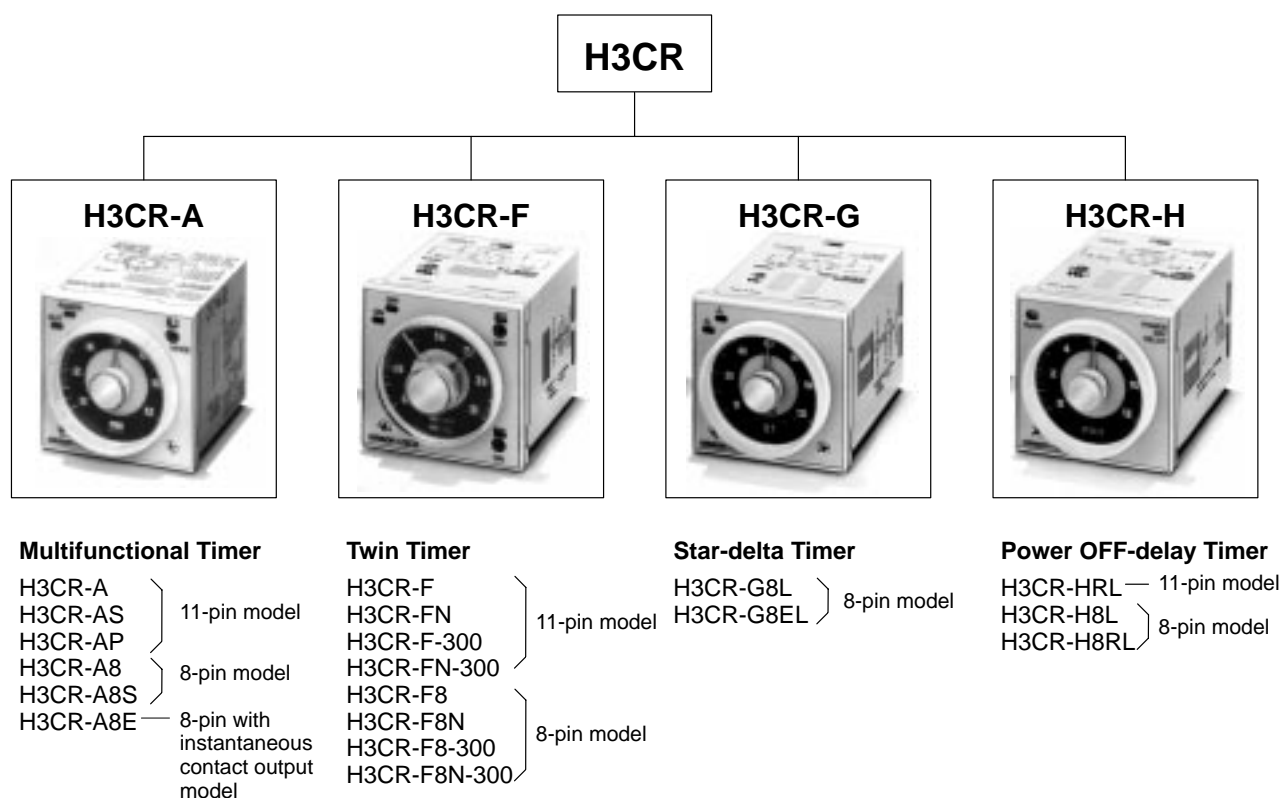 H3CR
H3CR-A
H3CR-F
H3CR-G
H3CR-H
Multifunctional Timer
H3CR-A
H3CR-AS
H3CR-AP
11-pin model
H3CR-A8
H3CR-A8S
8-pin model
H3CR-A8E
8-pin with
instantaneous
contact output
model
Twin Timer
H3CR-F
H3CR-FN
H3CR-F-300
H3CR-FN-300
11-pin model
H3CR-F8
H3CR-F8N
H3CR-F8-300
H3CR-F8N-300
8-pin model
Star-delta Timer
H3CR-G8L
H3CR-G8EL
8-pin model
Power OFF-delay Timer
H3CR-HRL
11-pin model
H3CR-H8L
H3CR-H8RL
8-pin model